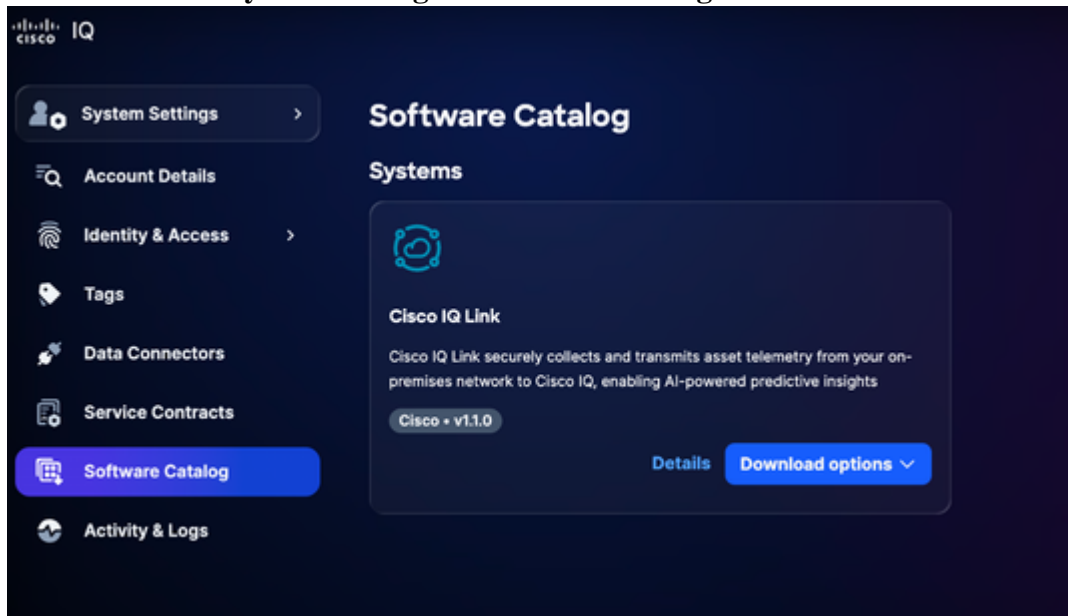 cisco IQ
System Settings
Account Details
Identity & Access
Tags
Data Connectors
Service Contracts
Software Catalog
Activity & Logs
Software Catalog
Systems
Cisco IQ Link
Cisco IQ Link securely collects and transmits asset telemetry from your on-
premises network to Cisco IQ, enabling AI-powered predictive insights
Cisco • v1.1.0
Details
Download options